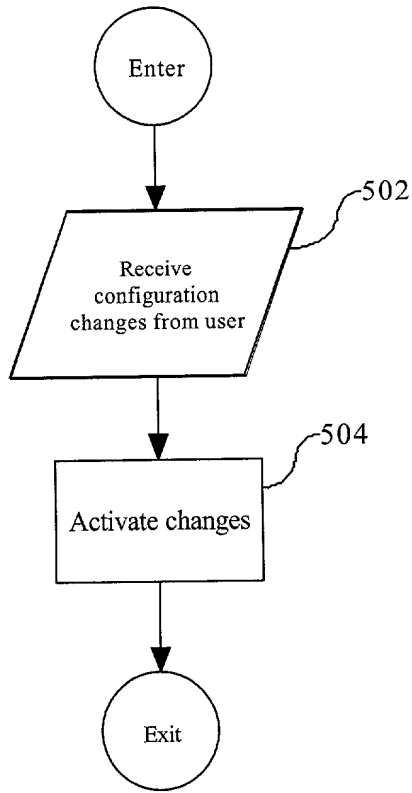 Enter
502
Receive
configuration
changes from user
504
Activate changes
Exit